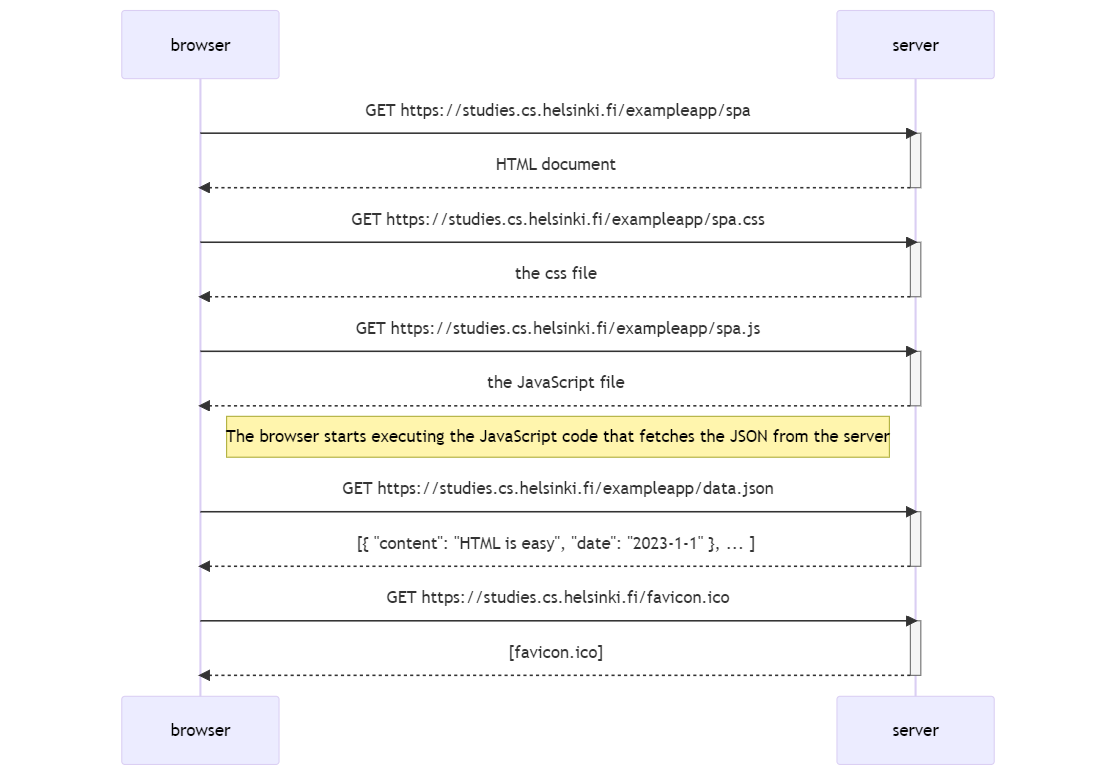 browser
server
GET https://studies.cs.helsinki.fi/exampleapp/spa
HTML document
GET https://studies.cs.helsinki.fi/exampleapp/spa.css
the css file
GET https://studies.cs.helsinki.fi/exampleapp/spa.js
the JavaScript file
The browser starts executing the JavaScript code that fetches the JSON from the server
GET https://studies.cs.helsinki.fi/exampleapp/data.json
[{ "content": "HTML is easy", "date": "2023-1-1" }, ... ]
GET https://studies.cs.helsinki.fi/favicon.ico
[favicon.ico]
browser
server